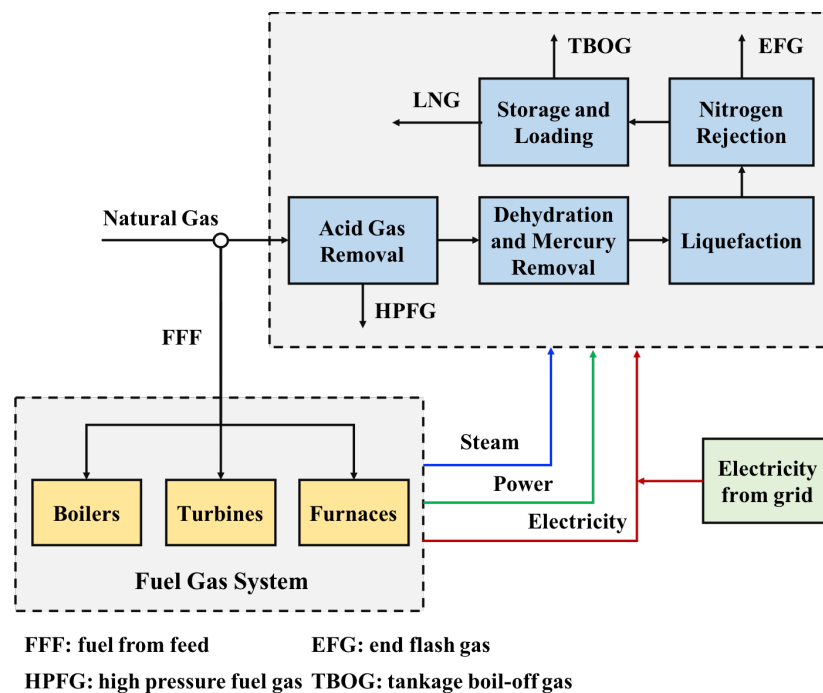 TBOG
EFG
LNG
Storage and
Loading
Nitrogen
Rejection
Natural Gas
Acid Gas
Removal
Dehydration
and Mercury
Removal
Liquefaction
HPFG
FFF
Steam
Power
Electricity
Electricity
from grid
Boilers
Turbines
Furnaces
Fuel Gas System
FFF: fuel from feed
EFG: end flash gas
HPFG: high pressure fuel gas
TBOG: tankage boil-off gas